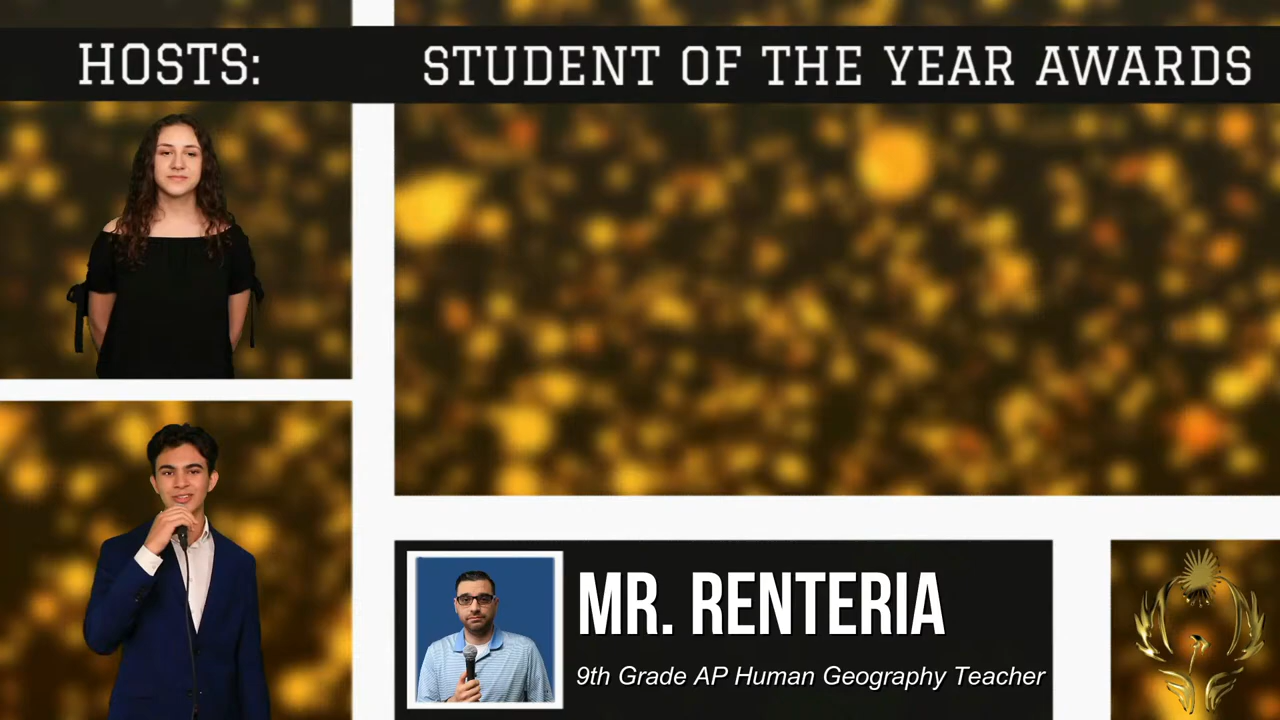 HOSTS:
STUDENT OF THE YEAR AWARDS
MR. RENTERIA
9th Grade AP Human Geography Teacher